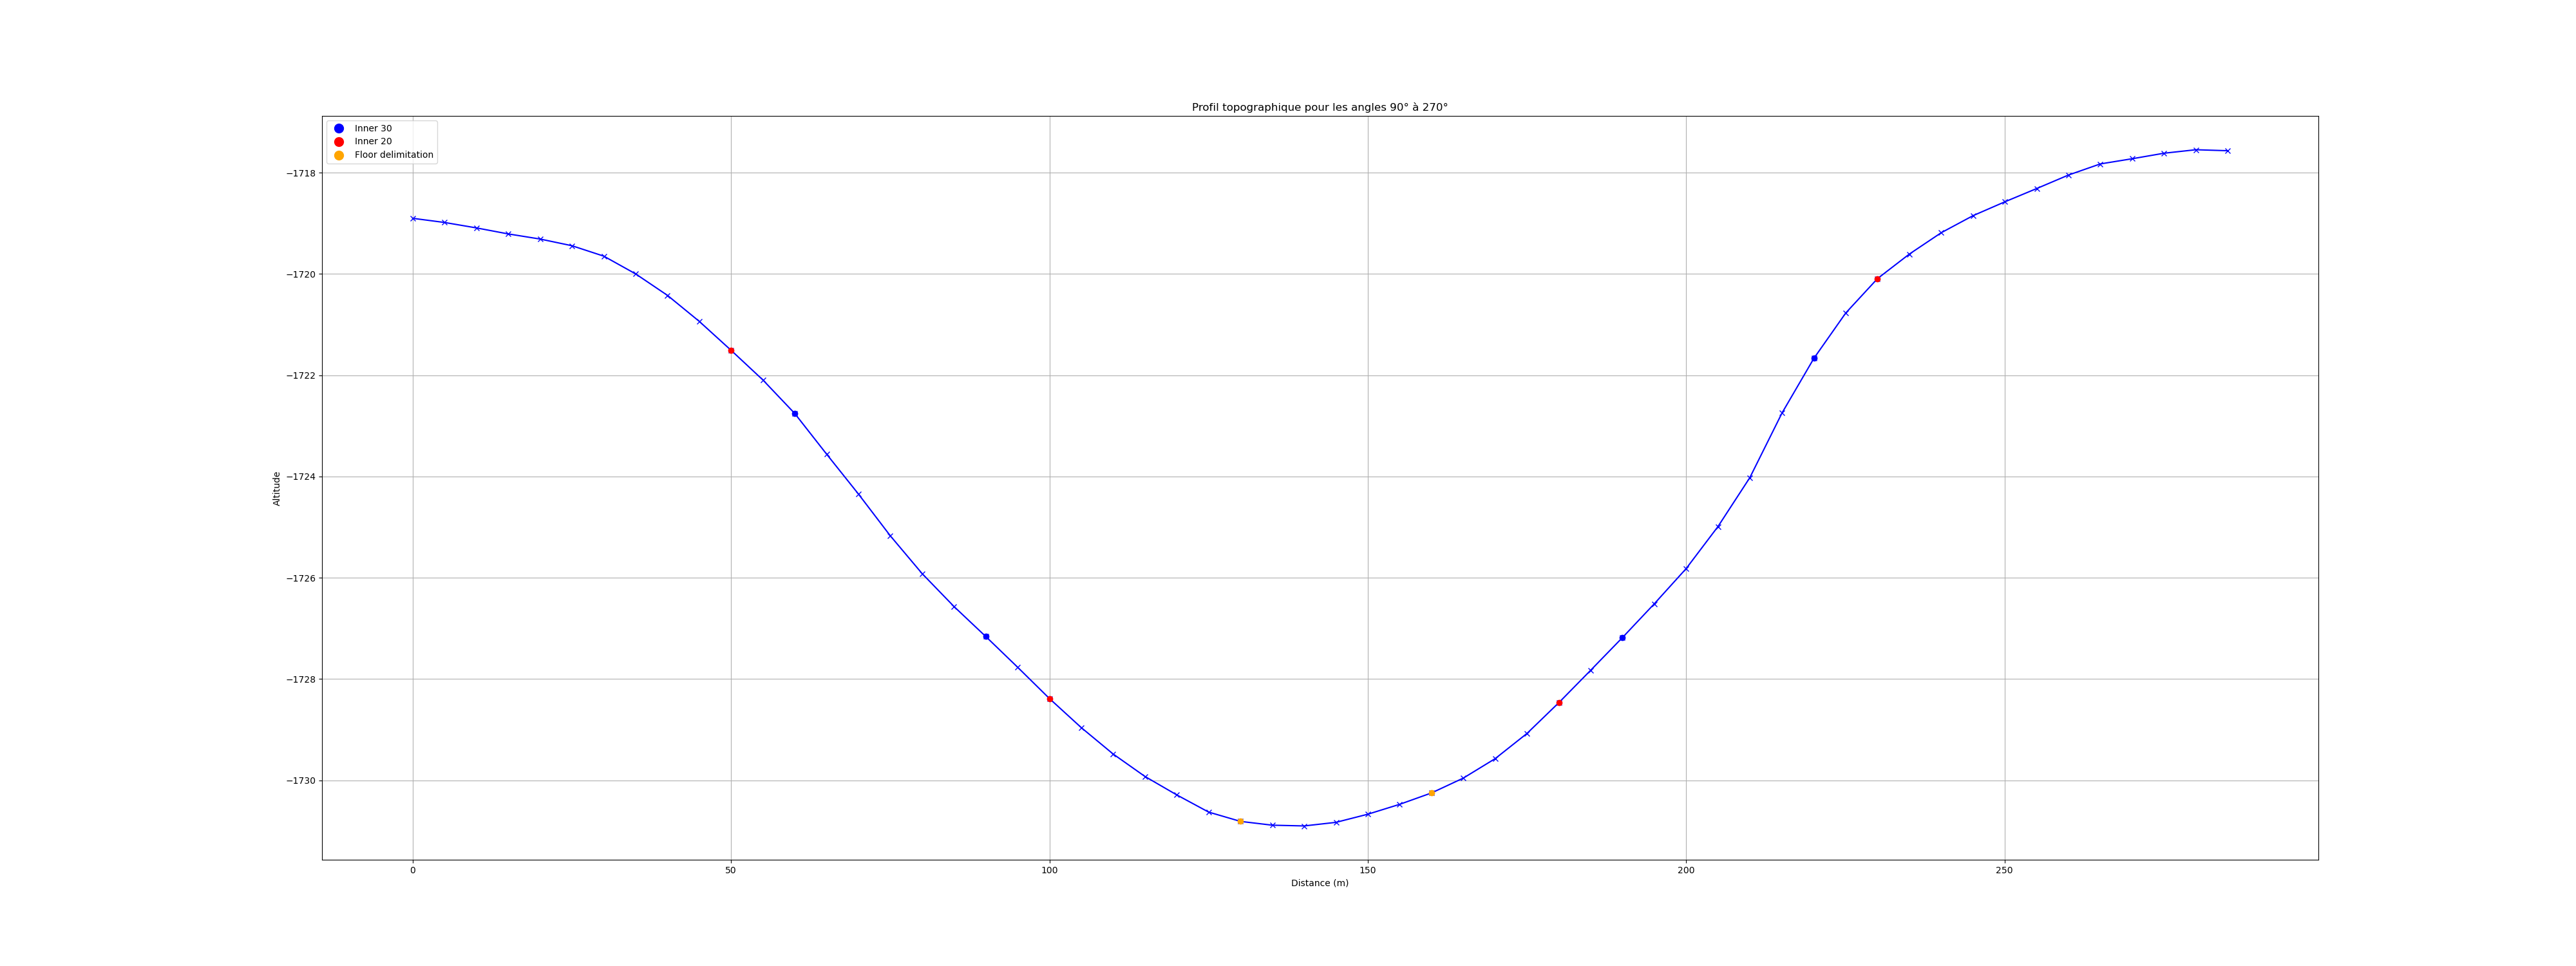 Profil topographique pour les angles 90° à 270°
Inner 30
Inner 20
Floor delimitation
−1718
−1720
−1722
−1724
−1726
−1728
−1730
Altitude
0 50 100 150 200 250
Distance (m)